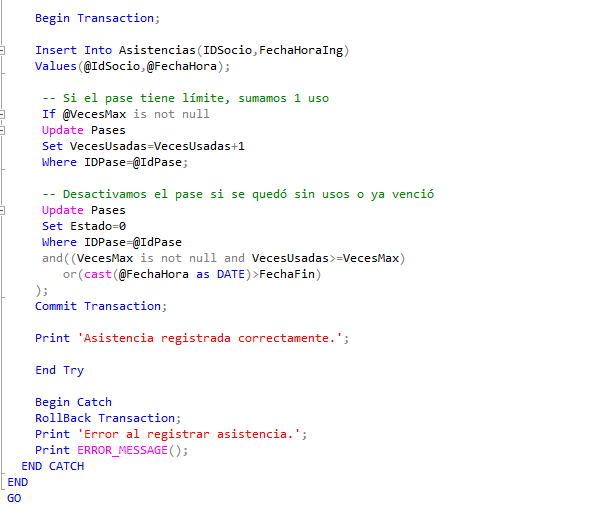 Begin Transaction;
Insert Into Asistencias(IDSocio,FechaHoraIng)
Values(@IdSocio,@FechaHora);
-- Si el pase tiene límite, sumamos 1 uso
If @VecesMax is not null
Update Pases
Set VecesUsadas=VecesUsadas+1
Where IDPase=@IdPase;
-- Desactivamos el pase si se quedó sin usos o ya venció
Update Pases
Set Estado=0
Where IDPase=@IdPase
and((VecesMax is not null and VecesUsadas>=VecesMax)
or(cast(@FechaHora as DATE)>FechaFin)
);
Commit Transaction;
Print 'Asistencia registrada correctamente.';
End Try
Begin Catch
RollBack Transaction;
Print 'Error al registrar asistencia.';
Print ERROR_MESSAGE();
END CATCH
END
GO